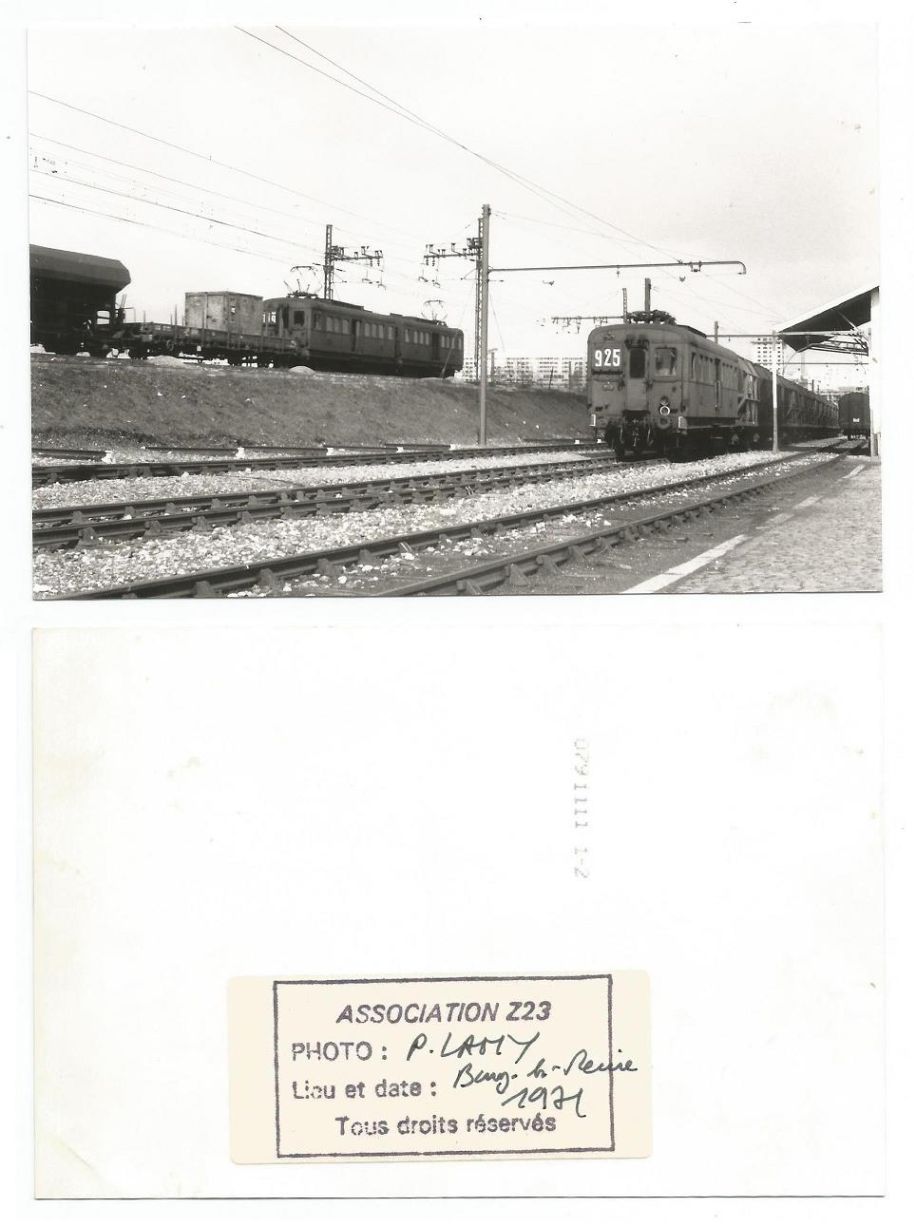 925
0791111 1-2
ASSOCIATION Z23
PHOTO : P. LAMY
Lieu et date : Bourg-la-Reine
1971
Tous droits réservés